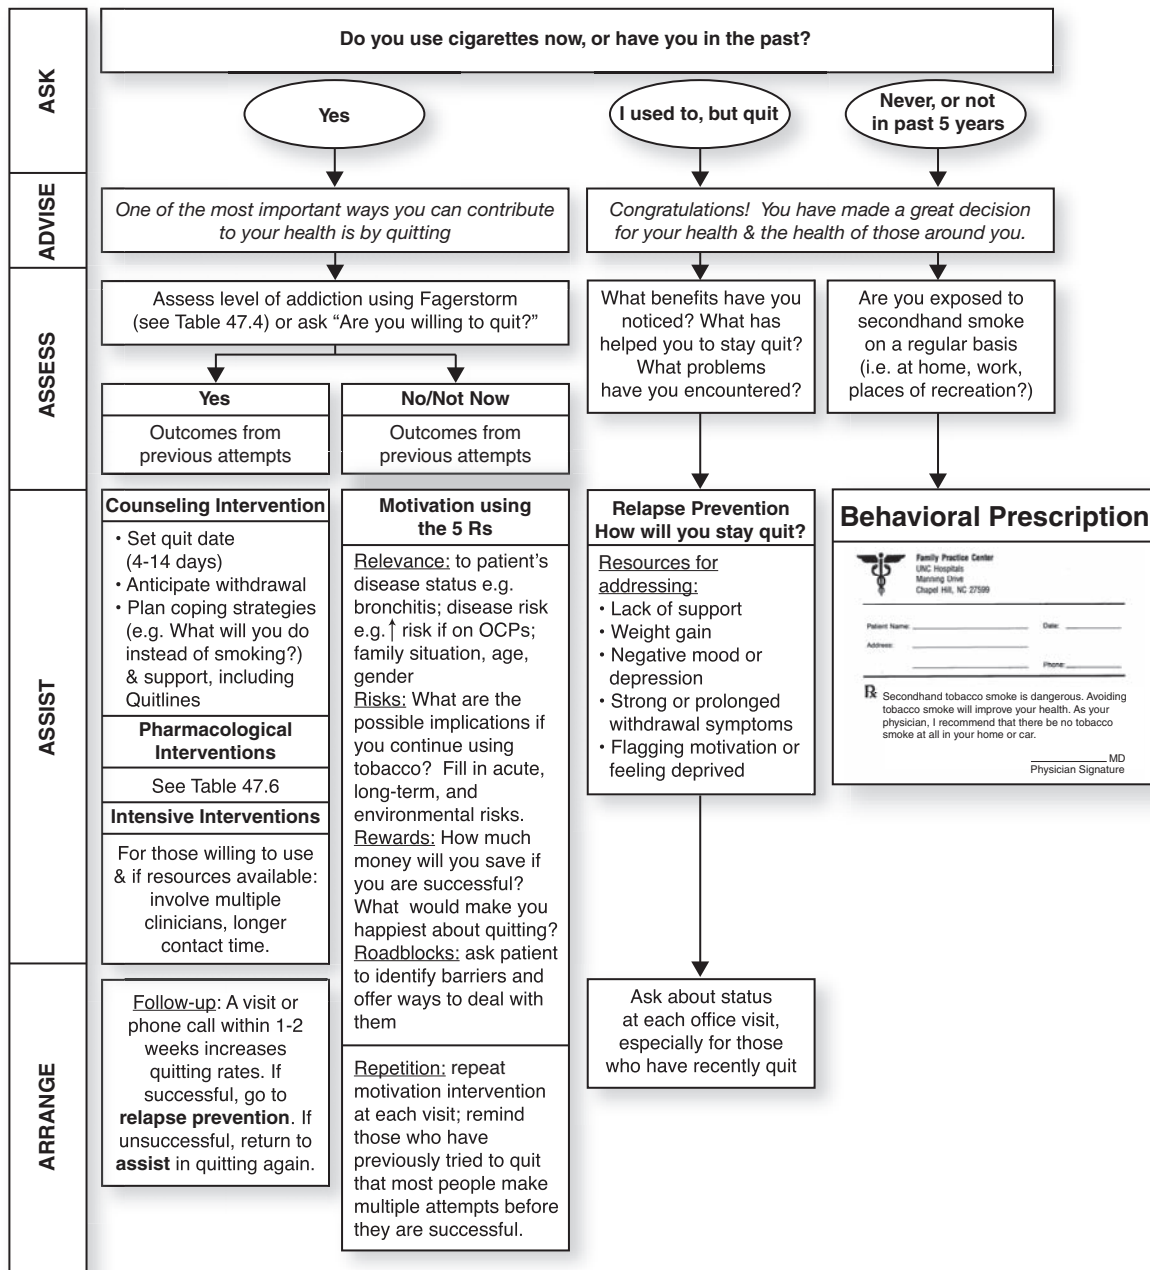 Do you use cigarettes now, or have you in the past?
ASK
Yes
I used to, but quit
Never, or not
in past 5 years
ADVISE
One of the most important ways you can contribute
to your health is by quitting
Congratulations! You have made a great decision
for your health & the health of those around you.
ASSESS
Assess level of addiction using Fagerstorm
(see Table 47.4) or ask “Are you willing to quit?”
Yes
Outcomes from
previous attempts
No/Not Now
Outcomes from
previous attempts
What benefits have you
noticed? What has
helped you to stay quit?
What problems
have you encountered?
Are you exposed to
secondhand smoke
on a regular basis
(i.e. at home, work,
places of recreation?)
ASSIST
Counseling Intervention
• Set quit date
(4-14 days)
• Anticipate withdrawal
• Plan coping strategies
(e.g. What will you do
instead of smoking?)
& support, including
Quitlines
Pharmacological
Interventions
See Table 47.6
Intensive Interventions
For those willing to use
& if resources available:
involve multiple
clinicians, longer
contact time.
Motivation using
the 5 Rs
Relevance: to patient’s
disease status e.g.
bronchitis; disease risk
e.g.↑ risk if on OCPs;
family situation, age,
gender
Risks: What are the
possible implications if
you continue using
tobacco? Fill in acute,
long-term, and
environmental risks.
Rewards: How much
money will you save if
you are successful?
What would make you
happiest about quitting?
Roadblocks: ask patient
to identify barriers and
offer ways to deal with
them
Relapse Prevention
How will you stay quit?
Resources for
addressing:
• Lack of support
• Weight gain
• Negative mood or
depression
• Strong or prolonged
withdrawal symptoms
• Flagging motivation or
feeling deprived
Behavioral Prescription
Family Practice Center
UNC Hospitals
Manning Drive
Chapel Hill, NC 27599
Patient Name: Date:
Address:
Phone:
℞ Secondhand tobacco smoke is dangerous. Avoiding
tobacco smoke will improve your health. As your
physician, I recommend that there be no tobacco
smoke at all in your home or car.
MD
Physician Signature
ARRANGE
Follow-up: A visit or
phone call within 1-2
weeks increases
quitting rates. If
successful, go to
relapse prevention. If
unsuccessful, return to
assist in quitting again.
Repetition: repeat
motivation intervention
at each visit; remind
those who have
previously tried to quit
that most people make
multiple attempts before
they are successful.
Ask about status
at each office visit,
especially for those
who have recently quit